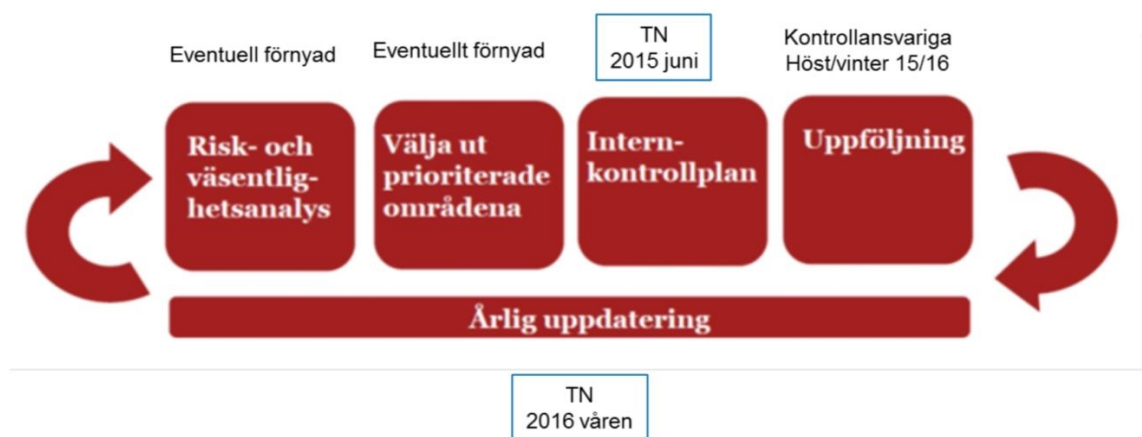 Eventuell förnyad
Eventuellt förnyad
TN
2015 juni
Kontrollansvariga
Höst/vinter 15/16
Risk- och
väsentlig-
hetsanalys
Välja ut
prioriterade
områdena
Intern-
kontrollplan
Uppföljning
Årlig uppdatering
TN
2016 våren